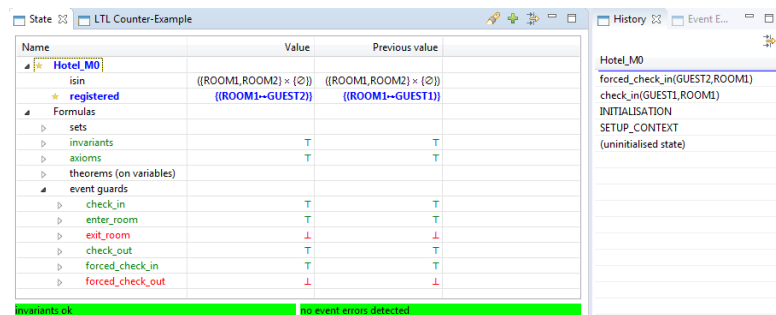 State LTL Counter-Example
Name Value Previous value
Hotel_M0
isin ({ROOM1,ROOM2} × {∅}) ({ROOM1,ROOM2} × {∅})
registered {(ROOM1↦GUEST2)} {(ROOM1↦GUEST1)}
Formulas
sets
invariants ⊤ ⊤
axioms ⊤ ⊤
theorems (on variables)
event guards
check_in ⊤ ⊤
enter_room ⊤ ⊤
exit_room ⊥ ⊥
check_out ⊤ ⊤
forced_check_in ⊤ ⊤
forced_check_out ⊥ ⊥
invariants ok no event errors detected
History Event E...
Hotel_M0
forced_check_in(GUEST2,ROOM1)
check_in(GUEST1,ROOM1)
INITIALISATION
SETUP_CONTEXT
(uninitialised state)